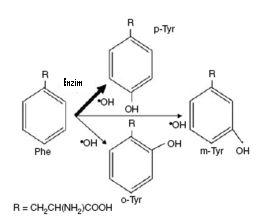 R
p-Tyr
R
Enzim
•OH
OH
R
•OH
R
Phe
•OH
OH
o-Tyr
m-Tyr
OH
R = CH₂CH(NH₂)COOH